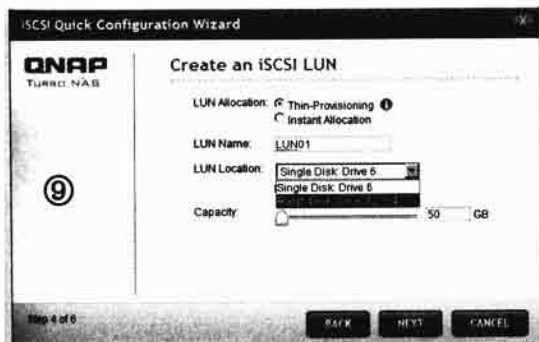 iSCSI Quick Configuration Wizard
X
QNAP
TURBO NAS
Create an iSCSI LUN
LUN Allocation: Thin-Provisioning
Instant Allocation
LUN Name: LUN01
LUN Location: Single Disk: Drive 6
Single Disk: Drive 6
Capacity 50 GB
⑨
Step 4 of 6
BACK NEXT CANCEL